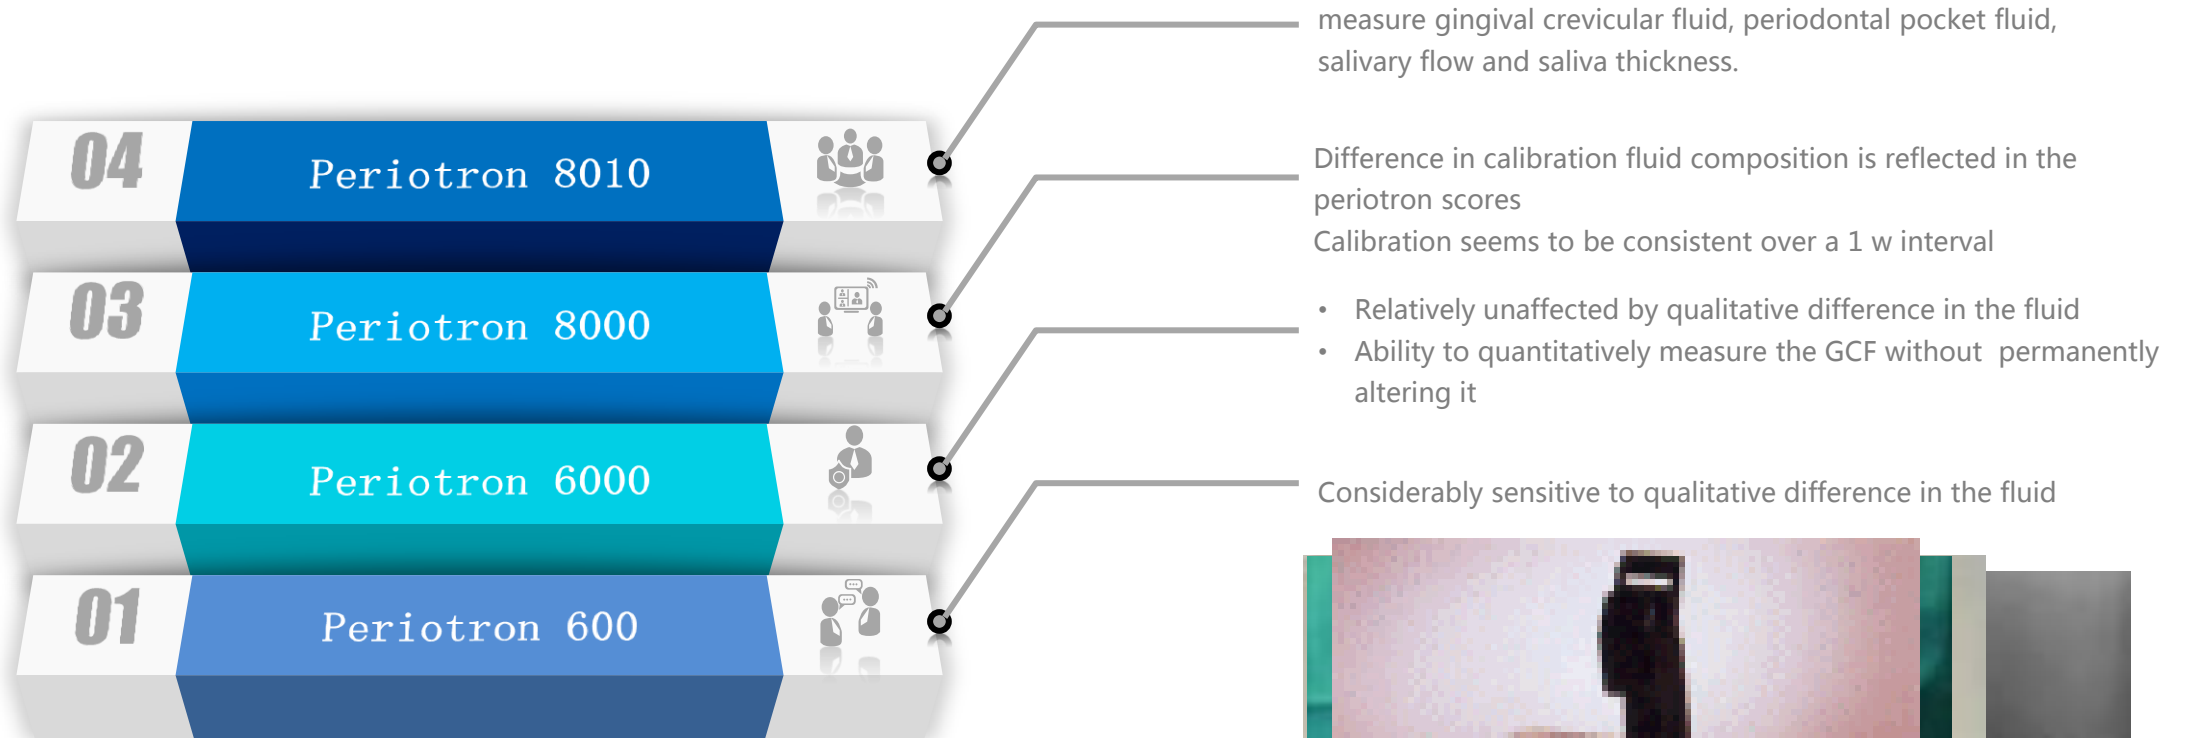 measure gingival crevicular fluid, periodontal pocket fluid,
salivary flow and saliva thickness.
04
Periotron 8010
Difference in calibration fluid composition is reflected in the
periotron scores
Calibration seems to be consistent over a 1 w interval
03
Periotron 8000
• Relatively unaffected by qualitative difference in the fluid
• Ability to quantitatively measure the GCF without permanently
altering it
02
Periotron 6000
Considerably sensitive to qualitative difference in the fluid
01
Periotron 600